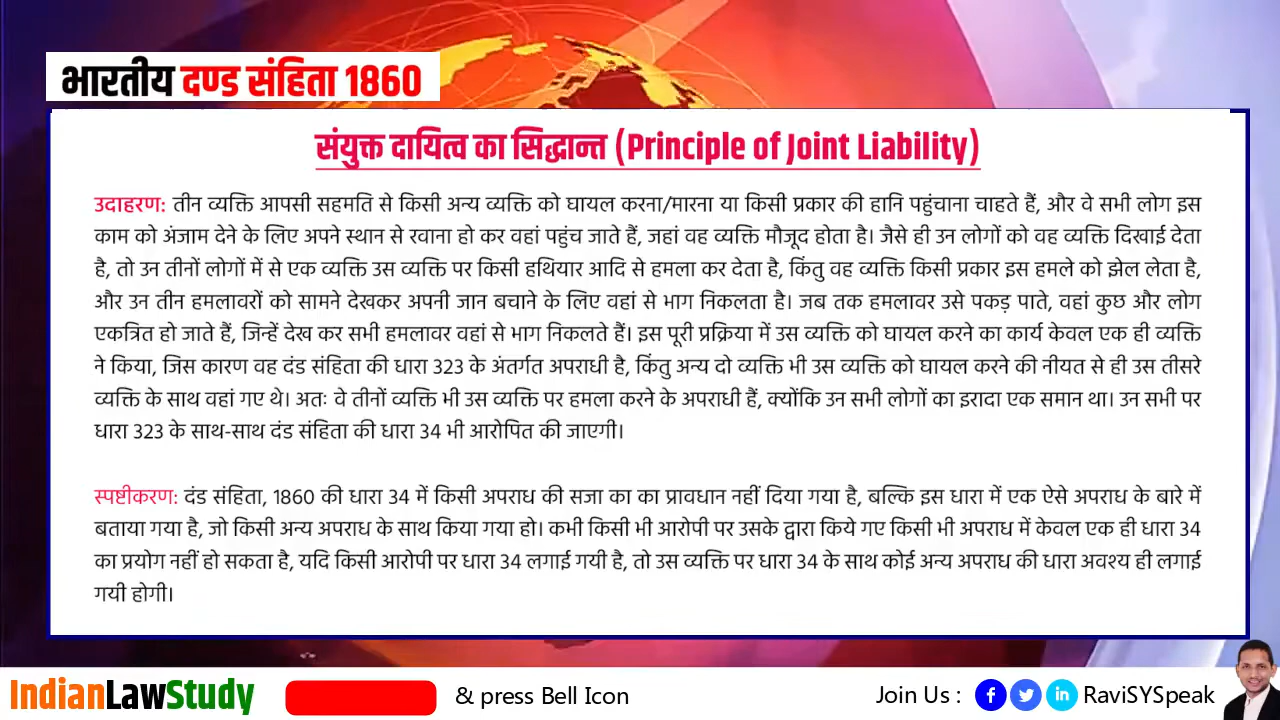 भारतीय दण्ड संहिता 1860
संयुक्त दायित्व का सिद्धान्त (Principle of Joint Liability)
उदाहरण: तीन व्यक्ति आपसी सहमति से किसी अन्य व्यक्ति को घायल करना/मारना या किसी प्रकार की हानि पहुंचाना चाहते हैं, और वे सभी लोग इस
काम को अंजाम देने के लिए अपने स्थान से रवाना हो कर वहां पहुंच जाते हैं, जहां वह व्यक्ति मौजूद होता है। जैसे ही उन लोगों को वह व्यक्ति दिखाई देता
है, तो उन तीनों लोगों में से एक व्यक्ति उस व्यक्ति पर किसी हथियार आदि से हमला कर देता है, किंतु वह व्यक्ति किसी प्रकार इस हमले को झेल लेता है,
और उन तीन हमलावरों को सामने देखकर अपनी जान बचाने के लिए वहां से भाग निकलता है। जब तक हमलावर उसे पकड़ पाते, वहां कुछ और लोग
एकत्रित हो जाते हैं, जिन्हें देख कर सभी हमलावर वहां से भाग निकलते हैं। इस पूरी प्रक्रिया में उस व्यक्ति को घायल करने का कार्य केवल एक ही व्यक्ति
ने किया, जिस कारण वह दंड संहिता की धारा 323 के अंतर्गत अपराधी है, किंतु अन्य दो व्यक्ति भी उस व्यक्ति को घायल करने की नीयत से ही उस तीसरे
व्यक्ति के साथ वहां गए थे। अतः वे तीनों व्यक्ति भी उस व्यक्ति पर हमला करने के अपराधी हैं, क्योंकि उन सभी लोगों का इरादा एक समान था। उन सभी पर
धारा 323 के साथ-साथ दंड संहिता की धारा 34 भी आरोपित की जाएगी।
स्पष्टीकरण: दंड संहिता, 1860 की धारा 34 में किसी अपराध की सजा का का प्रावधान नहीं दिया गया है, बल्कि इस धारा में एक ऐसे अपराध के बारे में
बताया गया है, जो किसी अन्य अपराध के साथ किया गया हो। कभी किसी भी आरोपी पर उसके द्वारा किये गए किसी भी अपराध में केवल एक ही धारा 34
का प्रयोग नहीं हो सकता है, यदि किसी आरोपी पर धारा 34 लगाई गयी है, तो उस व्यक्ति पर धारा 34 के साथ कोई अन्य अपराध की धारा अवश्य ही लगाई
गयी होगी।
IndianLawStudy & press Bell Icon Join Us : f in RaviSYSpeak